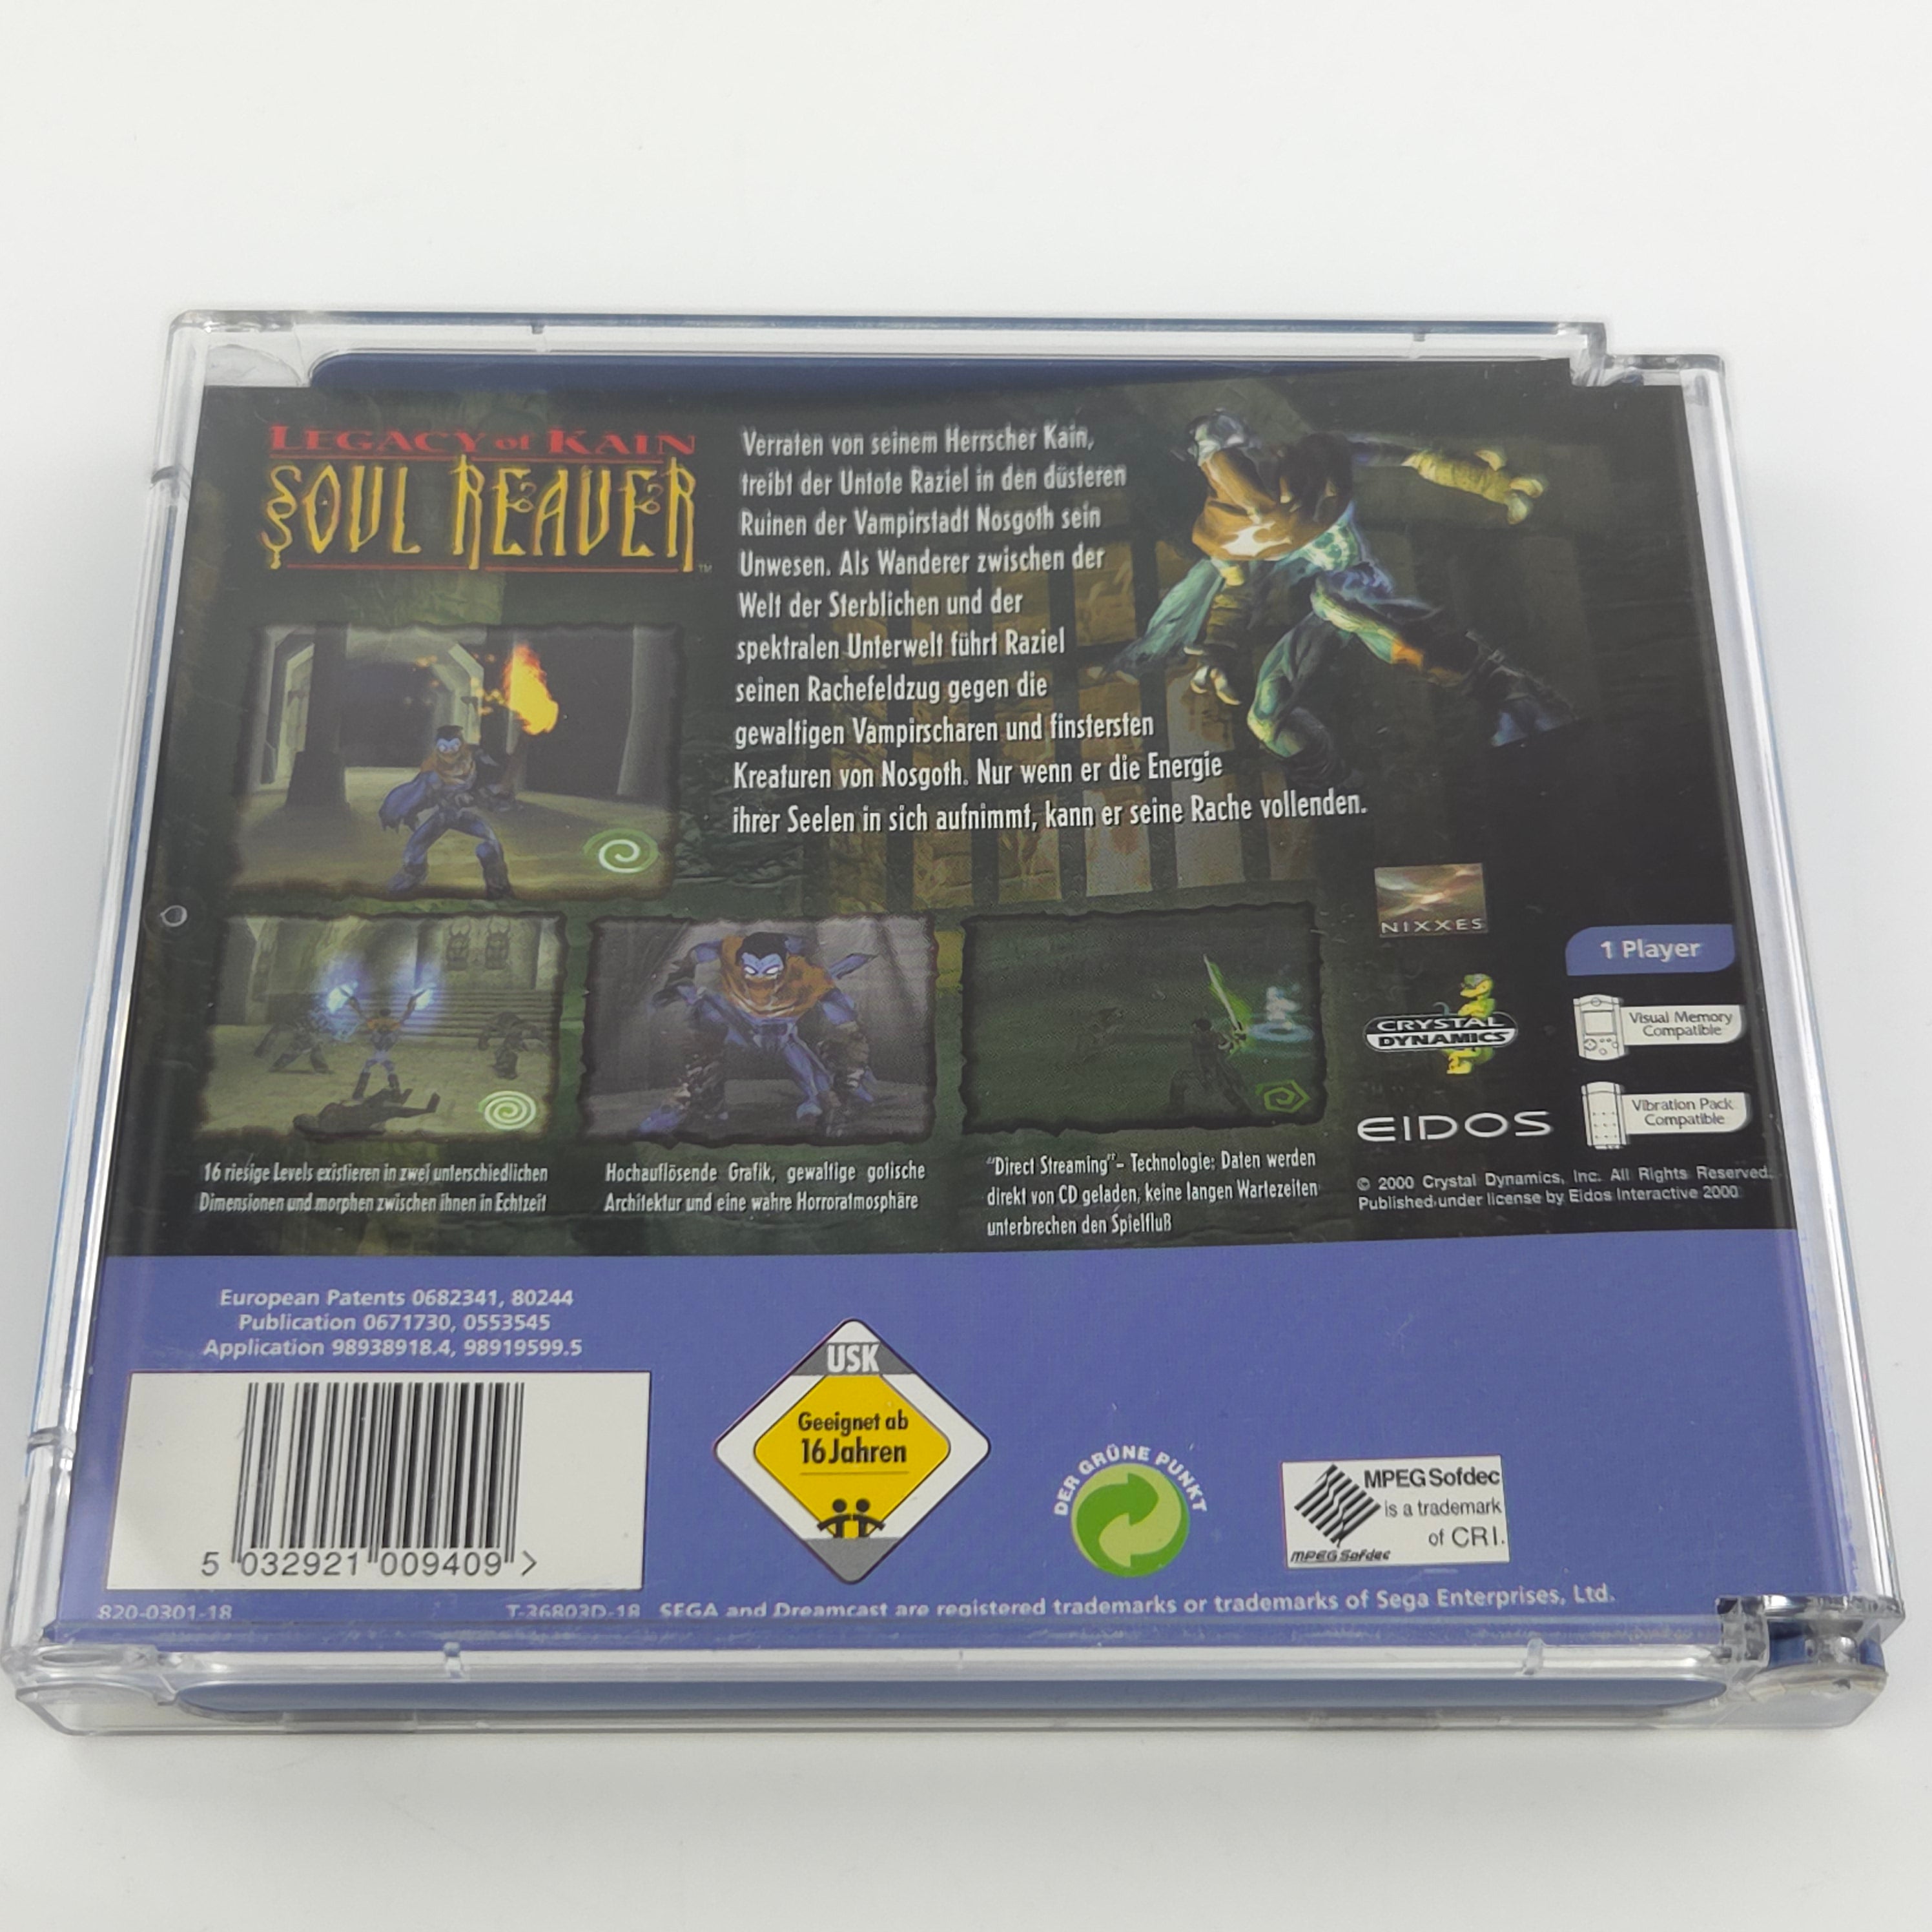 LEGACY of KAIN
SOUL REAVER™
Verraten von seinem Herrscher Kain,
treibt der Untote Raziel in den düsteren
Ruinen der Vampirstadt Nosgoth sein
Unwesen. Als Wanderer zwischen der
Welt der Sterblichen und der
spektralen Unterwelt führt Raziel
seinen Rachefeldzug gegen die
gewaltigen Vampirscharen und finstersten
Kreaturen von Nosgoth. Nur wenn er die Energie
ihrer Seelen in sich aufnimmt, kann er seine Rache vollenden.
16 riesige Levels existieren in zwei unterschiedlichen
Dimensionen und morphen zwischen ihnen in Echtzeit
Hochauflösende Grafik, gewaltige gotische
Architektur und eine wahre Horroratmosphäre
"Direct Streaming"- Technologie: Daten werden
direkt von CD geladen, keine langen Wartezeiten
unterbrechen den Spielfluß
NIXXES
CRYSTAL
DYNAMICS
EIDOS
1 Player
Visual Memory
Compatible
Vibration Pack
Compatible
© 2000 Crystal Dynamics, Inc. All Rights Reserved.
Published under license by Eidos Interactive 2000
European Patents 0682341, 80244
Publication 0671730, 0553545
Application 98938918.4, 98919599.5
5 032921 009409 >
USK
Geeignet ab
16 Jahren
DER GRÜNE PUNKT
MPEG Sofdec
is a trademark
of CRI.
MPEG Sofdec
820-0301-18
T-36803D-18
SEGA and Dreamcast are registered trademarks or trademarks of Sega Enterprises, Ltd.